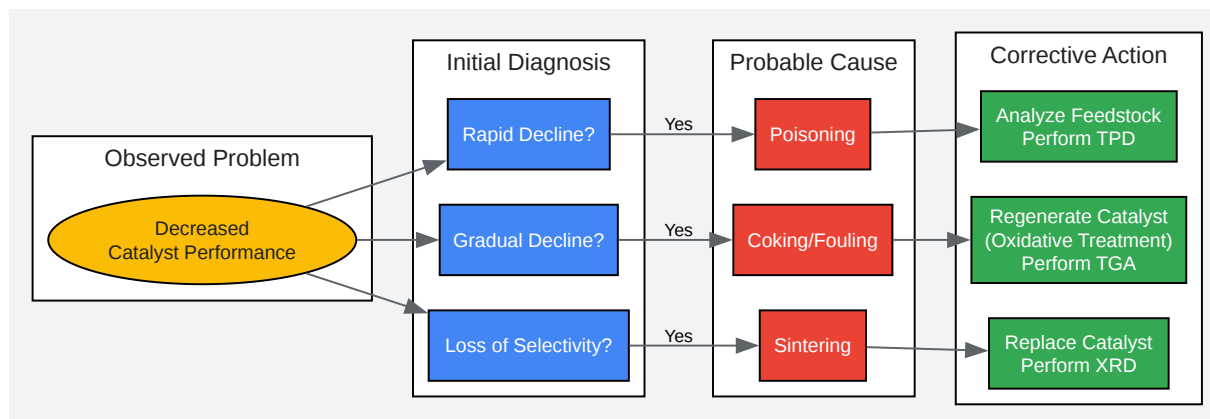 Observed Problem
Decreased
Catalyst Performance
Initial Diagnosis
Rapid Decline?
Gradual Decline?
Loss of Selectivity?
Yes
Yes
Yes
Probable Cause
Poisoning
Coking/Fouling
Sintering
Corrective Action
Analyze Feedstock
Perform TPD
Regenerate Catalyst
(Oxidative Treatment)
Perform TGA
Replace Catalyst
Perform XRD